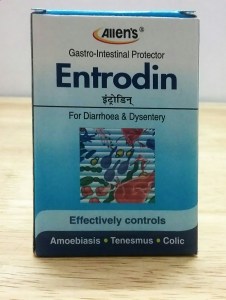 Allen's®
Gastro-Intestinal Protector
Entrodin
इंट्रोडिन्
For Diarrhoea & Dysentery
Effectively controls
Amoebiasis • Tenesmus • Colic